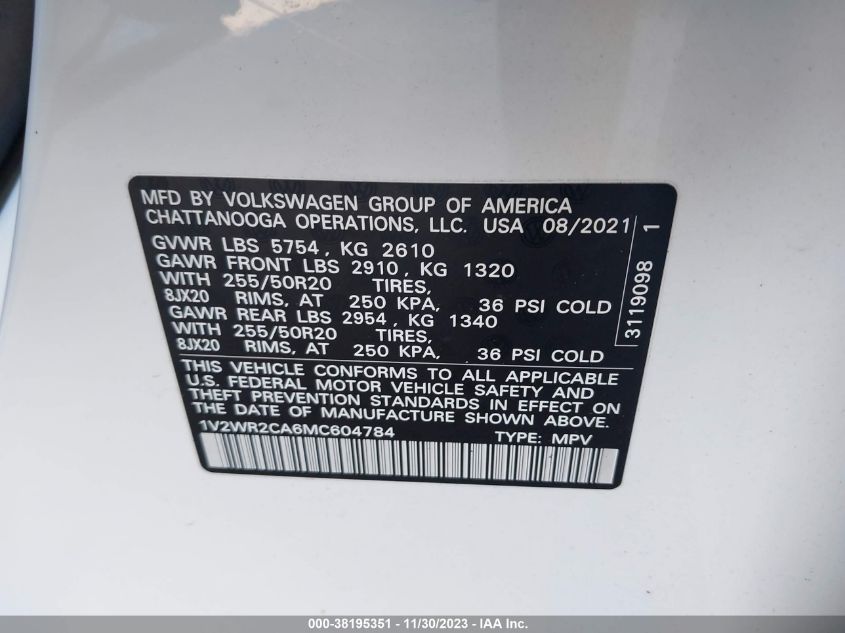 MFD BY VOLKSWAGEN GROUP OF AMERICA
CHATTANOOGA OPERATIONS, LLC. USA 08/2021
GVWR LBS 5754, KG 2610
GAWR FRONT LBS 2910, KG 1320
WITH 255/50R20 TIRES,
8JX20 RIMS, AT 250 KPA, 36 PSI COLD
GAWR REAR LBS 2954, KG 1340
WITH 255/50R20 TIRES,
8JX20 RIMS, AT 250 KPA, 36 PSI COLD
THIS VEHICLE CONFORMS TO ALL APPLICABLE
U.S. FEDERAL MOTOR VEHICLE SAFETY AND
THEFT PREVENTION STANDARDS IN EFFECT ON
THE DATE OF MANUFACTURE SHOWN ABOVE.
1V2WR2CA6MC604784 TYPE: MPV
3119098 1
000-38195351 - 11/30/2023 - IAA Inc.